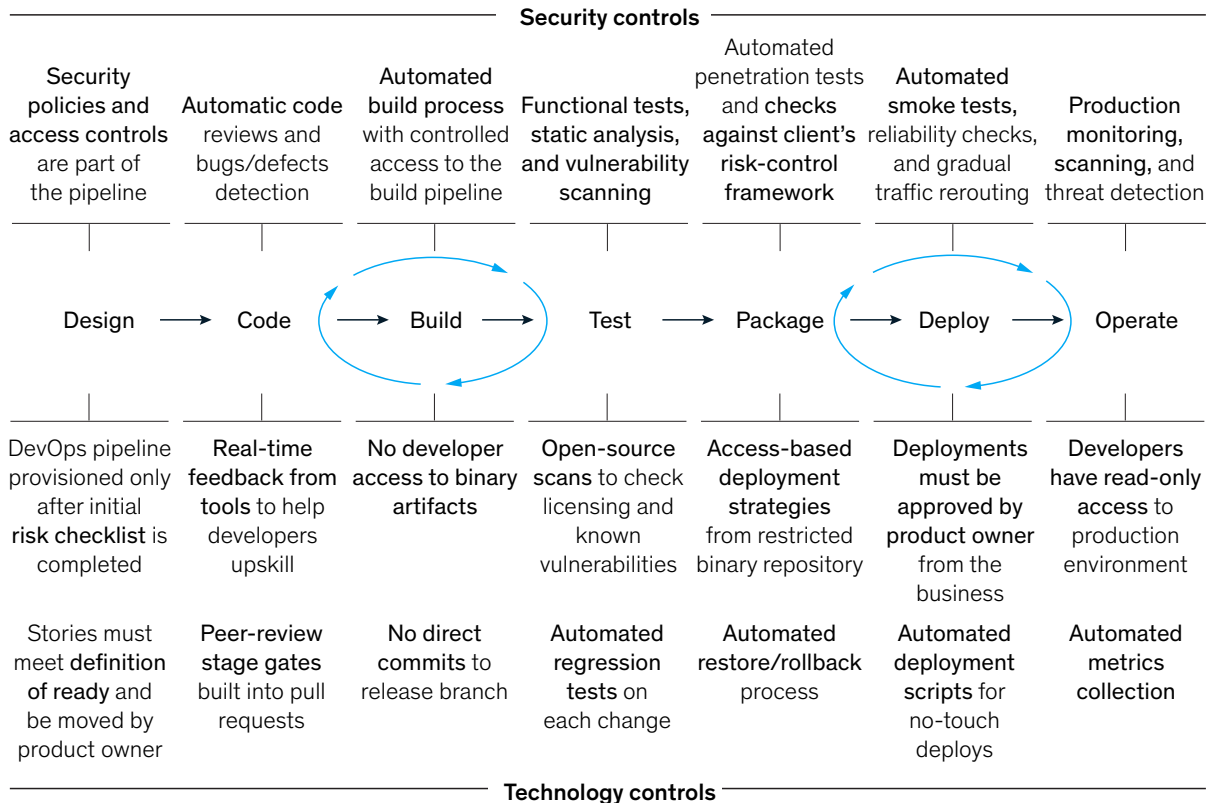 Security controls
Security
policies and
access controls
are part of
the pipeline
Automatic code
reviews and
bugs/defects
detection
Automated
build process
with controlled
access to the
build pipeline
Functional tests,
static analysis,
and vulnerability
scanning
Automated
penetration tests
and checks
against client's
risk-control
framework
Automated
smoke tests,
reliability checks,
and gradual
traffic rerouting
Production
monitoring,
scanning, and
threat detection
Design
Code
Build
Test
Package
Deploy
Operate
DevOps pipeline
provisioned only
after initial
risk checklist is
completed
Real-time
feedback from
tools to help
developers
upskill
No developer
access to binary
artifacts
Open-source
scans to check
licensing and
known
vulnerabilities
Access-based
deployment
strategies
from restricted
binary repository
Deployments
must be
approved by
product owner
from the
business
Developers
have read-only
access to
production
environment
Stories must
meet definition
of ready and
be moved by
product owner
Peer-review
stage gates
built into pull
requests
No direct
commits to
release branch
Automated
regression
tests on
each change
Automated
restore/rollback
process
Automated
deployment
scripts for
no-touch
deploys
Automated
metrics
collection
Technology controls